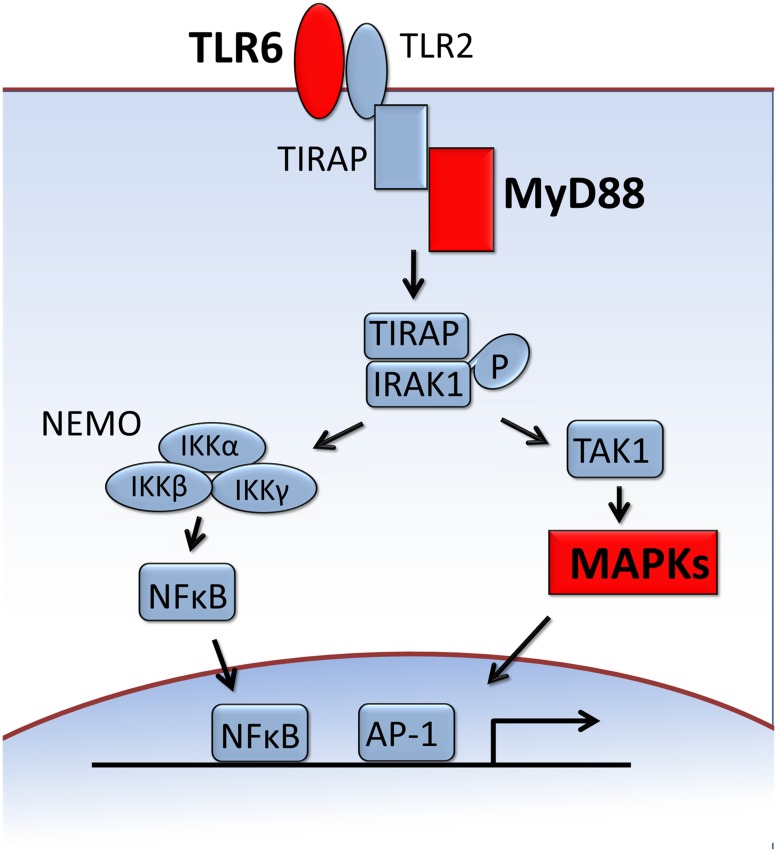 TLR6
TLR2
TIRAP
MyD88
TIRAP
IRAK1
P
NEMO
IKKα
IKKβ
IKKγ
TAK1
NFκB
MAPKs
NFκB
AP-1